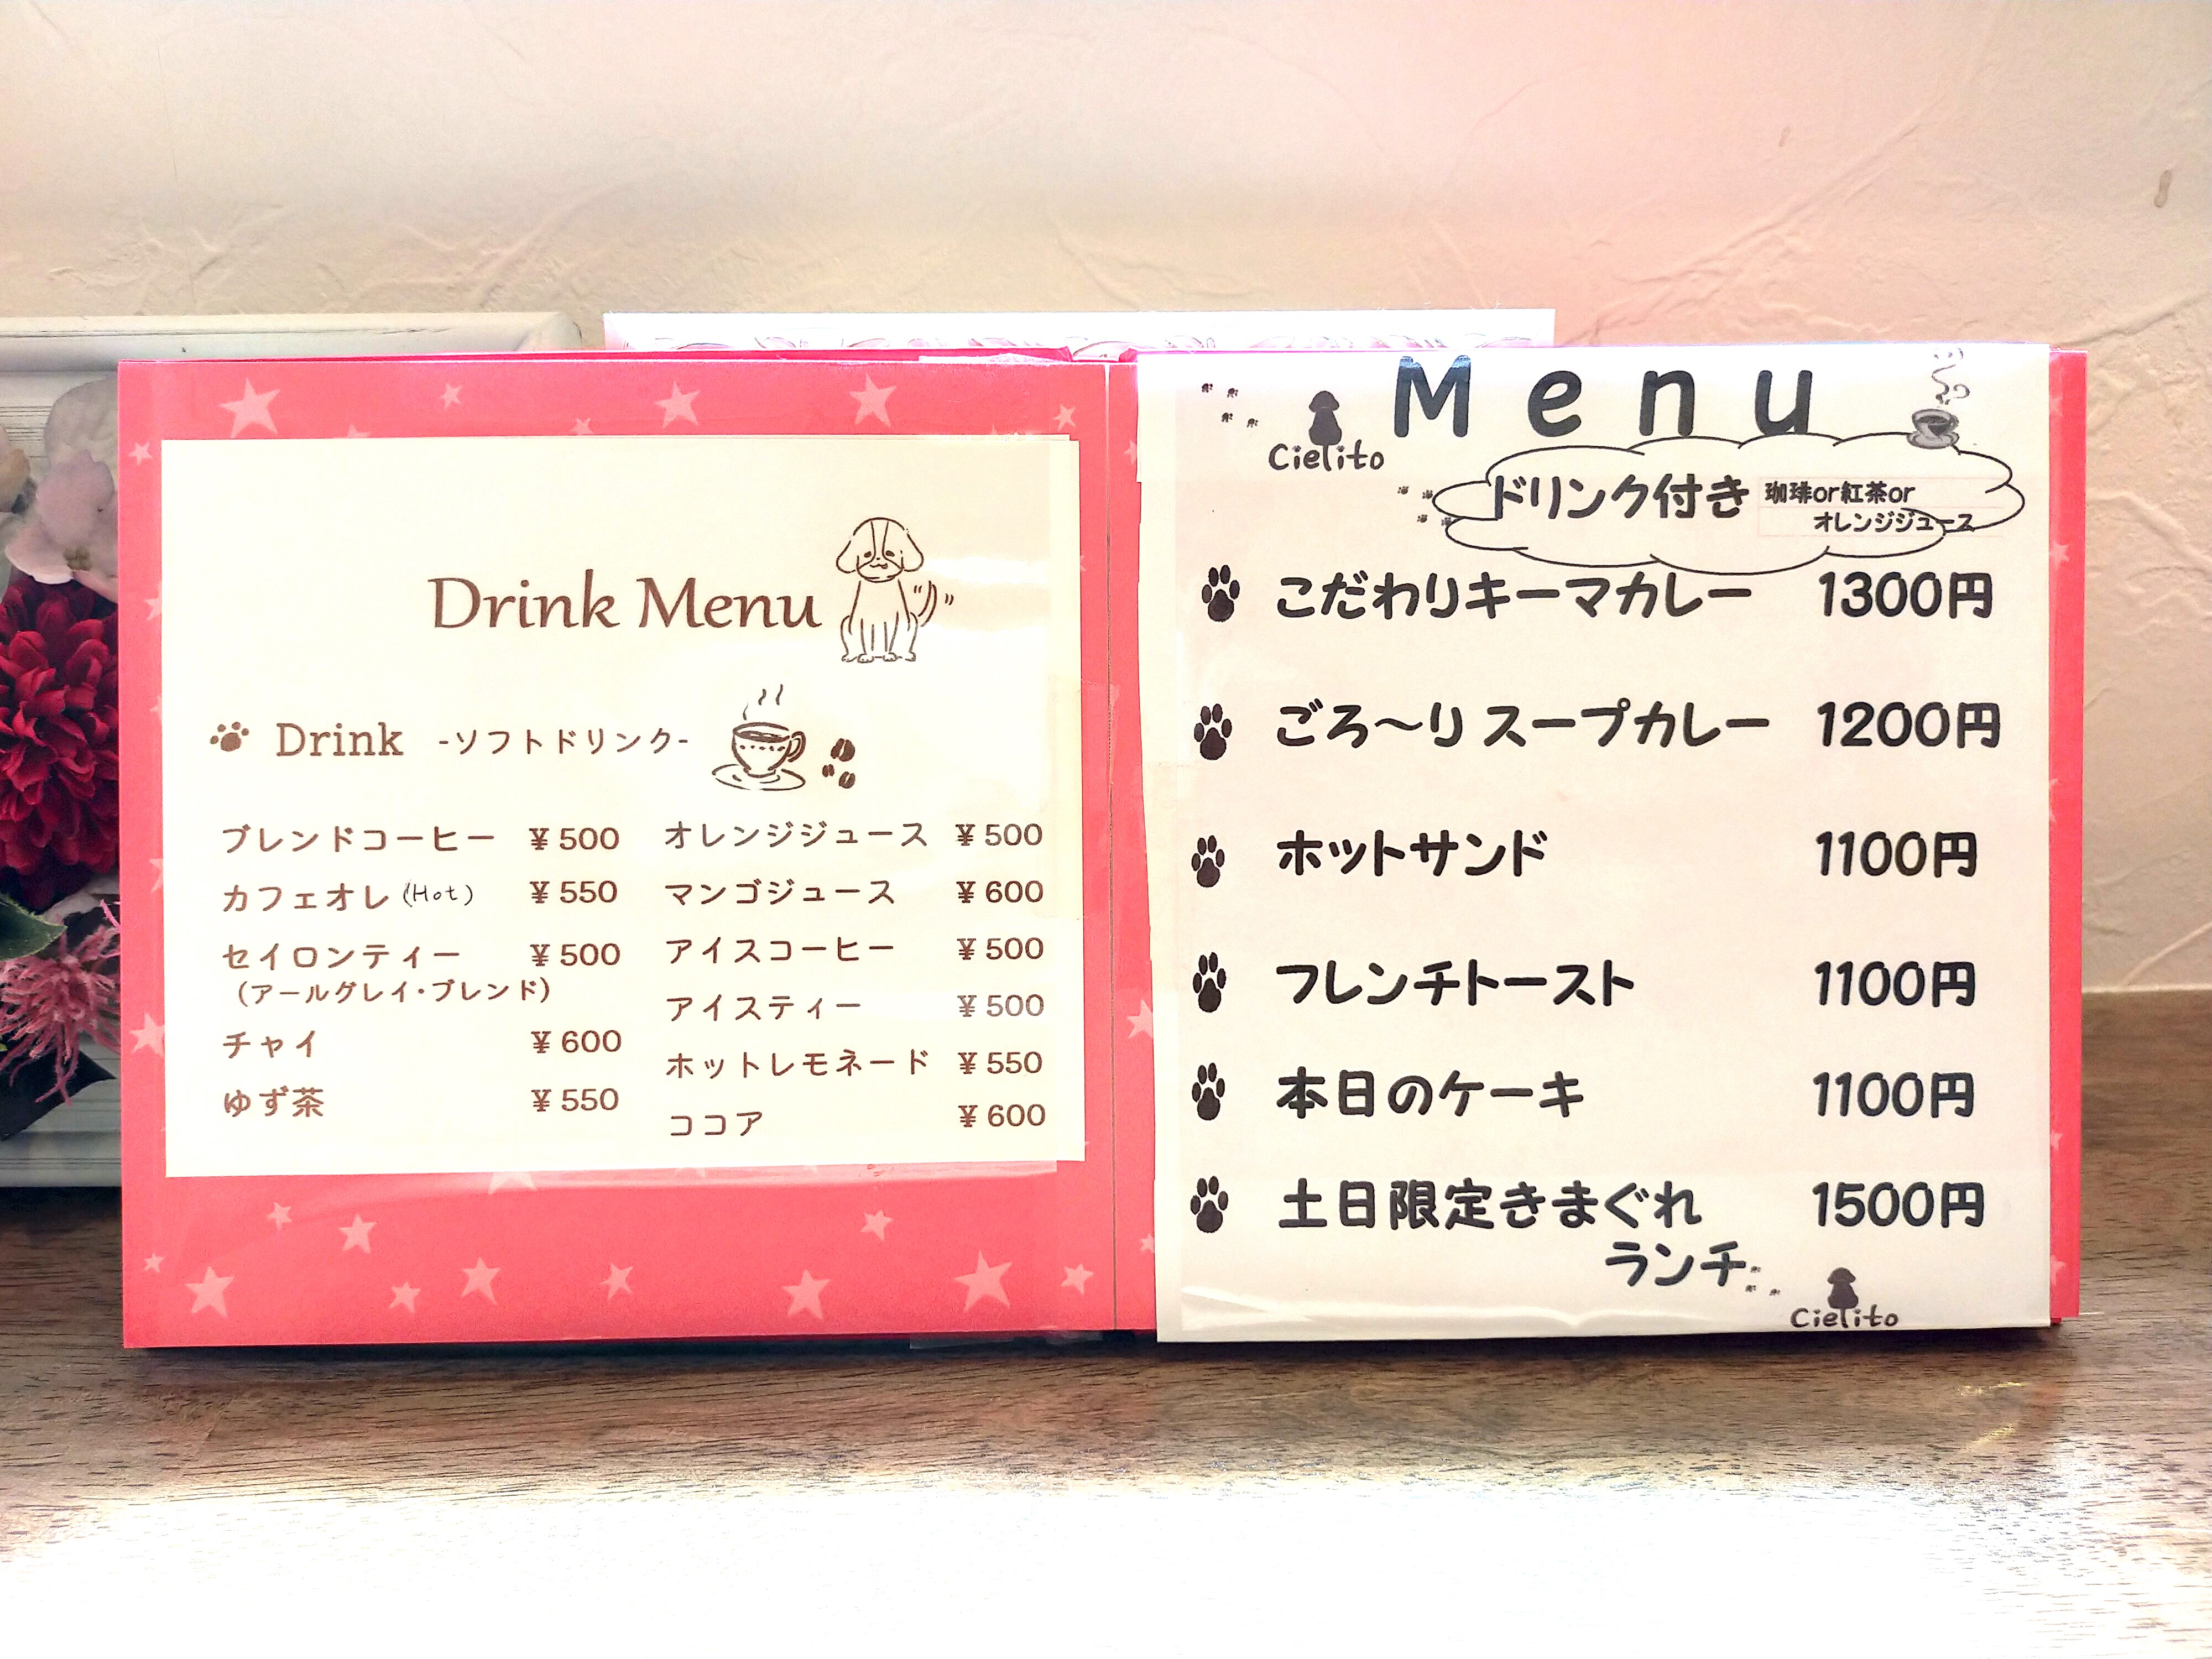 Drink Menu
Drink -ソフトドリンク-
ブレンドコーヒー ¥500
カフェオレ (Hot) ¥550
セイロンティー ¥500
(アールグレイ・ブレンド)
チャイ ¥600
ゆず茶 ¥550
オレンジジュース ¥500
マンゴジュース ¥600
アイスコーヒー ¥500
アイスティー ¥500
ホットレモネード ¥550
ココア ¥600
Menu
Cielito
ドリンク付き 珈琲or紅茶or
オレンジジュース
こだわりキーマカレー 1300円
ごろ〜り スープカレー 1200円
ホットサンド 1100円
フレンチトースト 1100円
本日のケーキ 1100円
土日限定きまぐれ 1500円
ランチ
Cielito